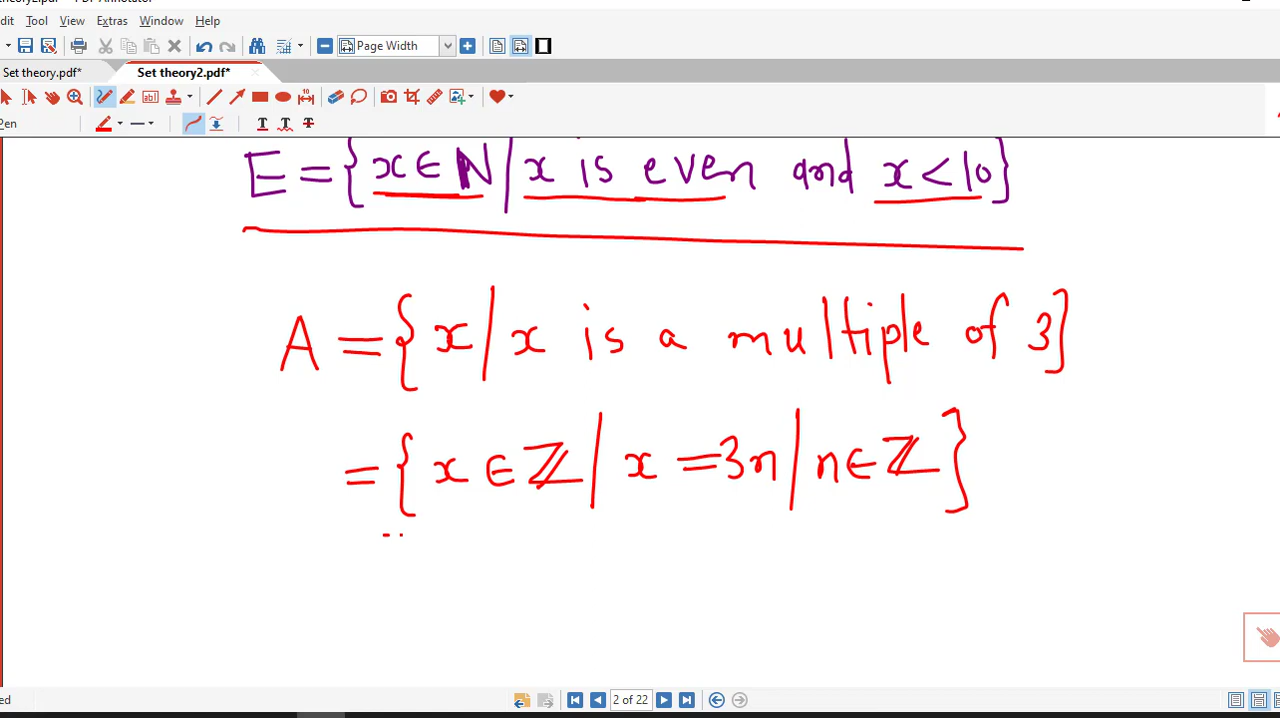 dit Tool View Extras Window Help
Page Width
Set theory.pdf* Set theory2.pdf*
Pen
E = {x ∈ ℕ | x is even and x < 10}
A = {x | x is a multiple of 3}
= {x ∈ ℤ | x = 3n | n ∈ ℤ}
2 of 22